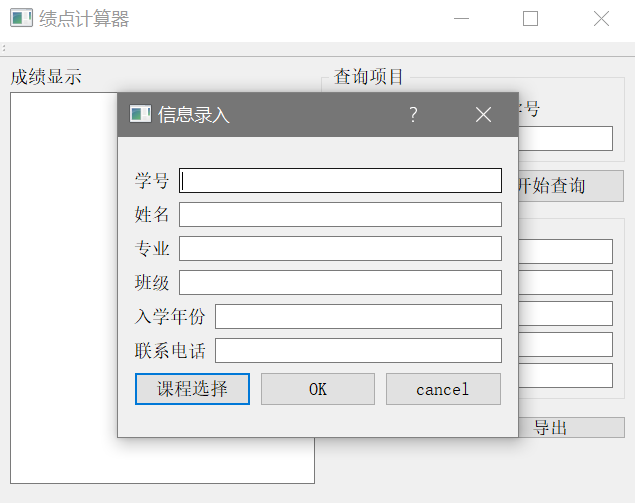 绩点计算器
成绩显示
查询项目
学号
开始查询
导出
信息录入
?
学号
姓名
专业
班级
入学年份
联系电话
课程选择
OK
cancel